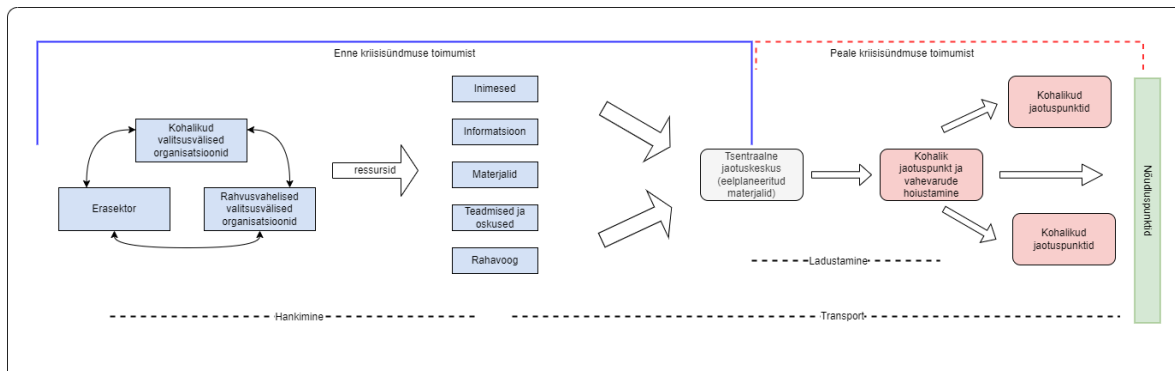 Enne kriisisündmuse toimumist
Peale kriisisündmuse toimumist
Kohalikud
valitsusvälised
organisatsioonid
Erasektor
Rahvusvahelised
valitsusvälised
organisatsioonid
ressursid
Inimesed
Informatsioon
Materjalid
Teadmised ja
oskused
Rahavoog
Tsentraalne
jaotuskeskus
(eelplaneeritud
materjalid)
Kohalik
jaotuspunkt ja
vahevarude
hoiustamine
Kohalikud
jaotuspunktid
Kohalikud
jaotuspunktid
Nõudluspunktid
Ladustamine
Hankimine
Transport